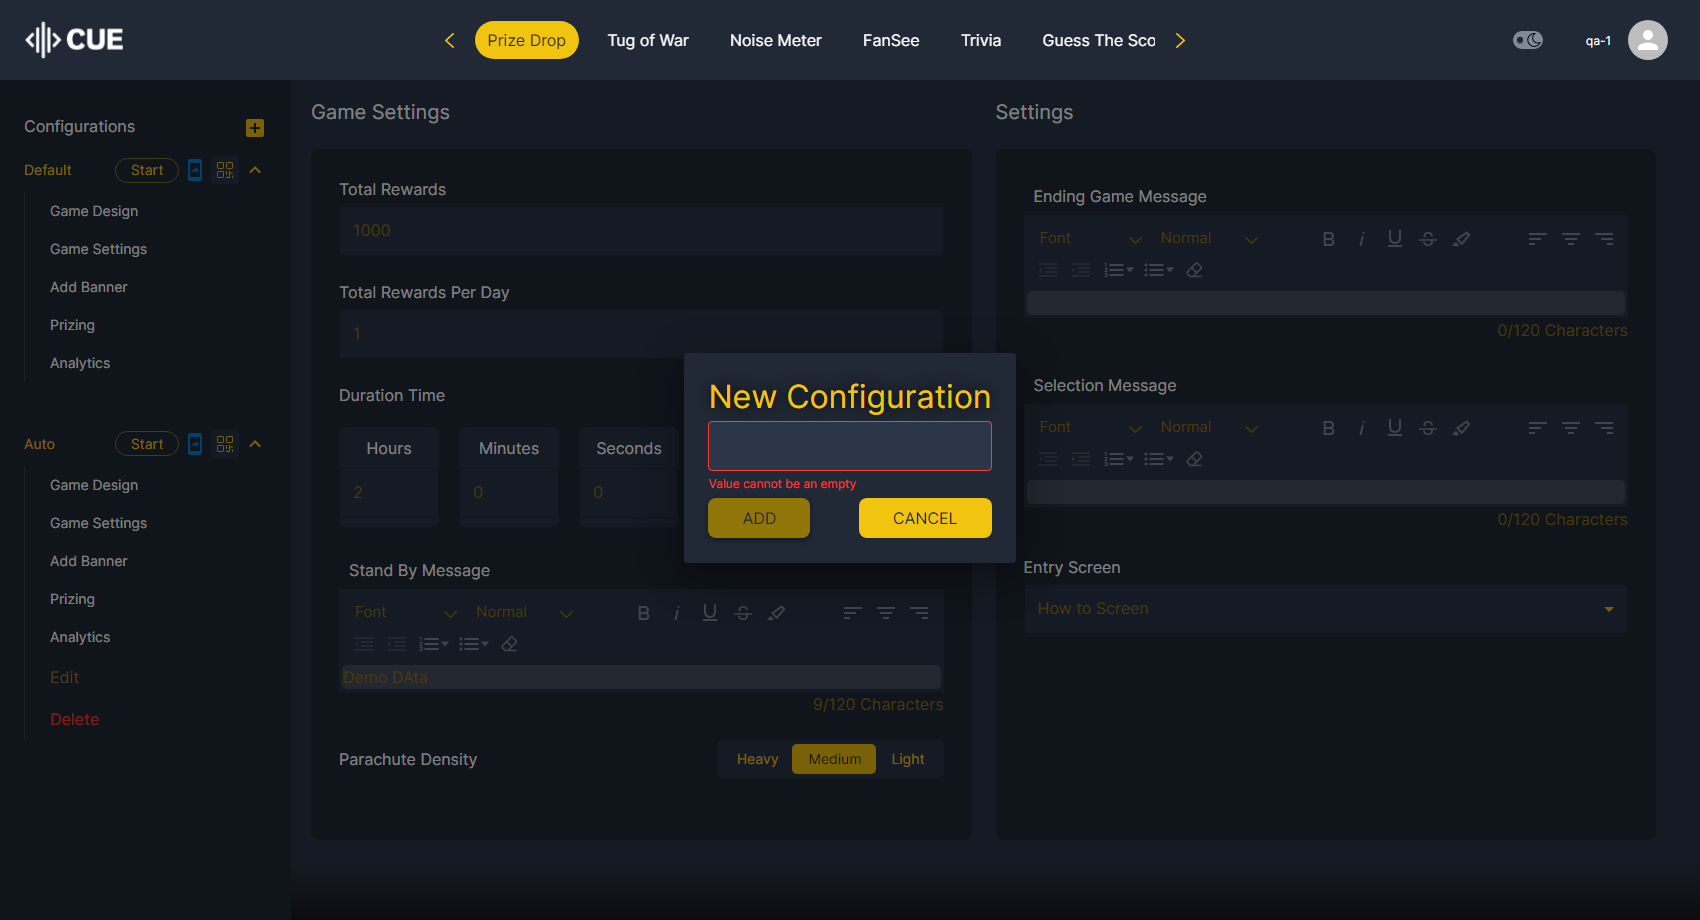 CUE
Prize Drop
Tug of War
Noise Meter
FanSee
Trivia
Guess The Sco
qa-1
Configurations
Default
Start
Game Design
Game Settings
Add Banner
Prizing
Analytics
Auto
Start
Game Design
Game Settings
Add Banner
Prizing
Analytics
Edit
Delete
Game Settings
Total Rewards
1000
Total Rewards Per Day
1
Duration Time
Hours
Minutes
Seconds
2
0
0
Stand By Message
Font
Normal
B i U S
Demo DAta
9/120 Characters
Parachute Density
Heavy
Medium
Light
Settings
Ending Game Message
Font
Normal
B i U S
0/120 Characters
Selection Message
Font
Normal
B i U S
0/120 Characters
Entry Screen
How to Screen
New Configuration
Value cannot be an empty
ADD
CANCEL